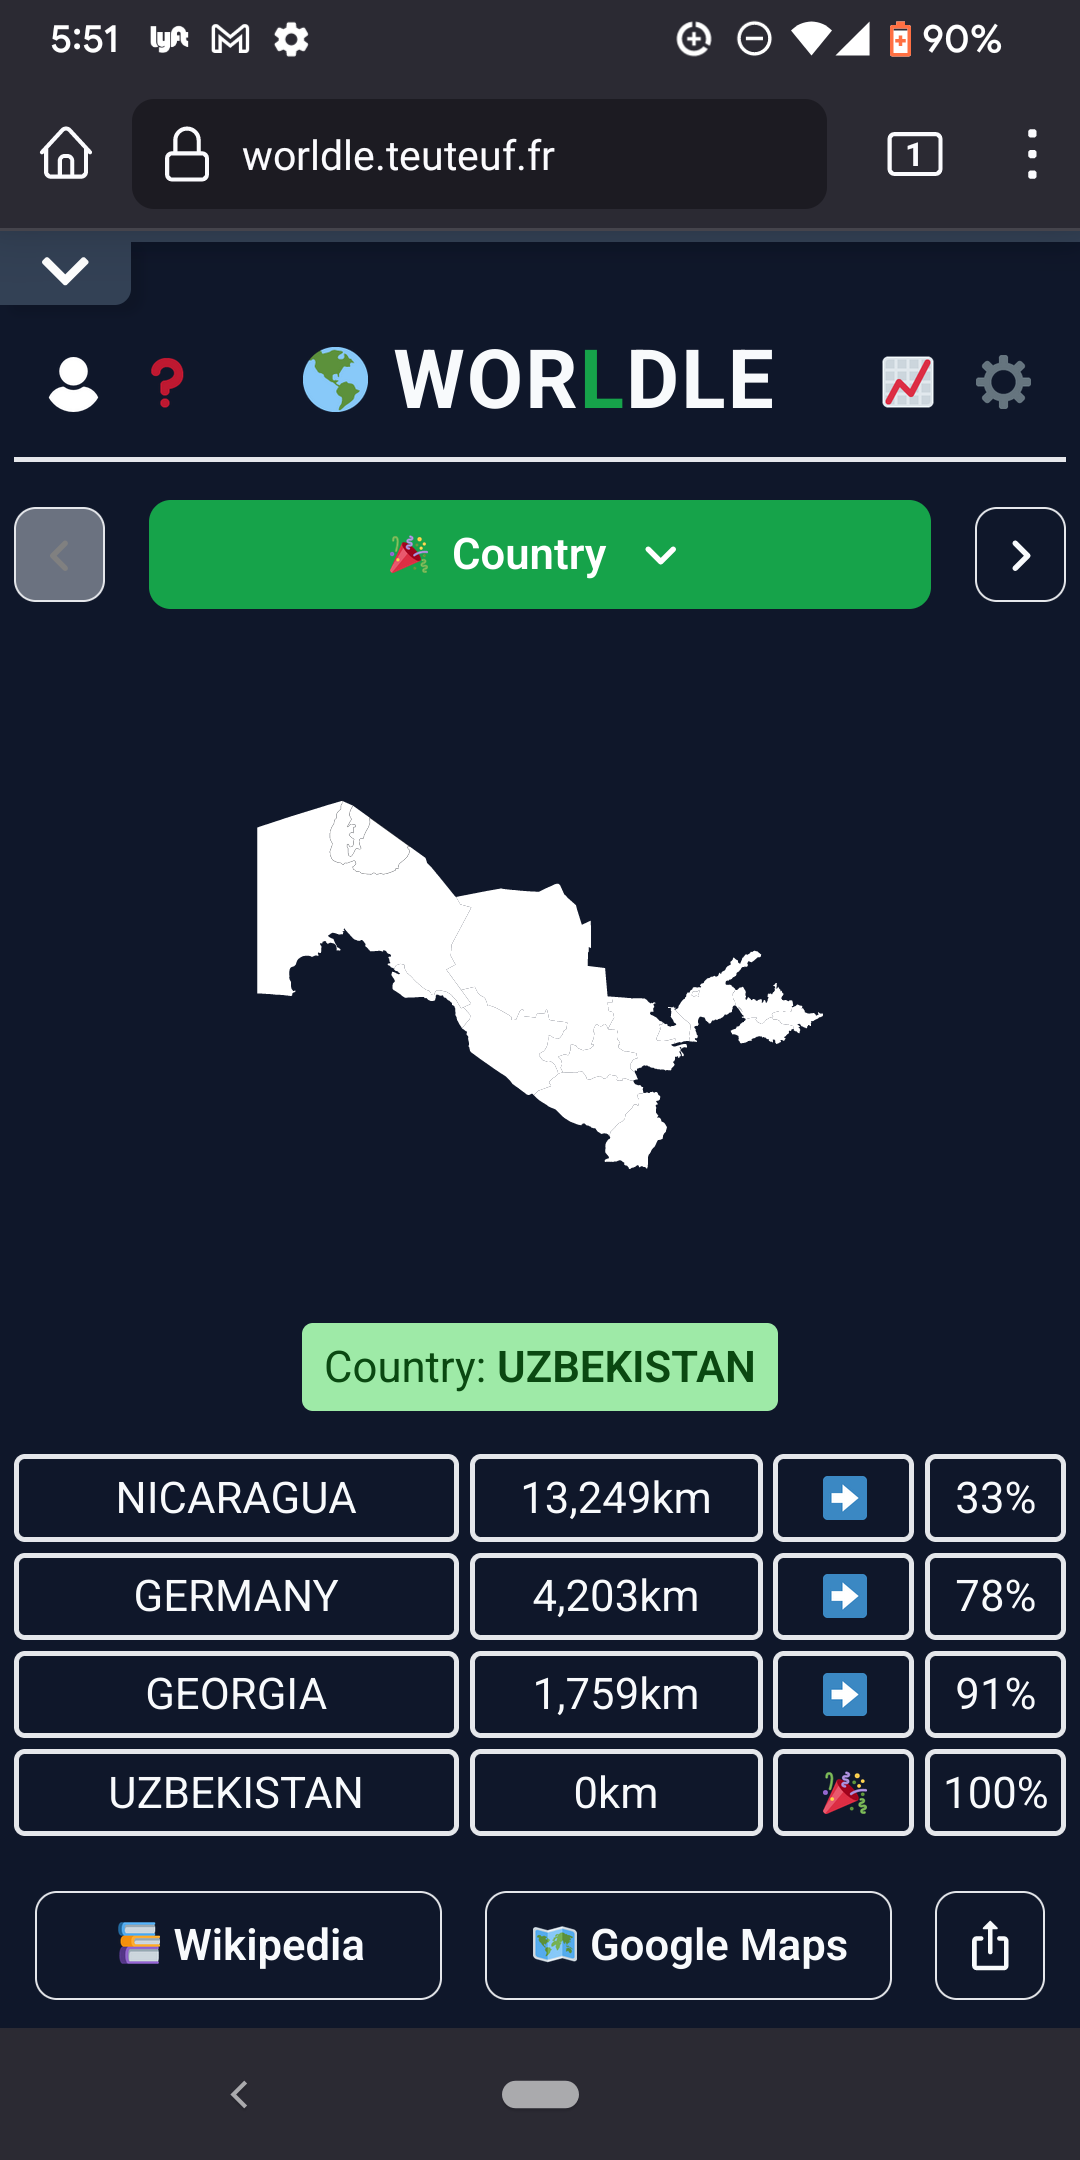 5:51 lyft 90%
worldle.teuteuf.fr 1
? WORLDLE
Country
Country: UZBEKISTAN
NICARAGUA 13,249km 33%
GERMANY 4,203km 78%
GEORGIA 1,759km 91%
UZBEKISTAN 0km 100%
Wikipedia Google Maps